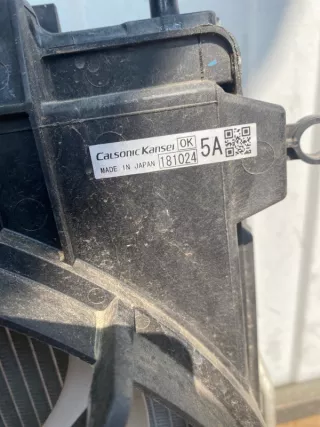 CALSONIC KANSEI OK 5A
MADE IN JAPAN 181024